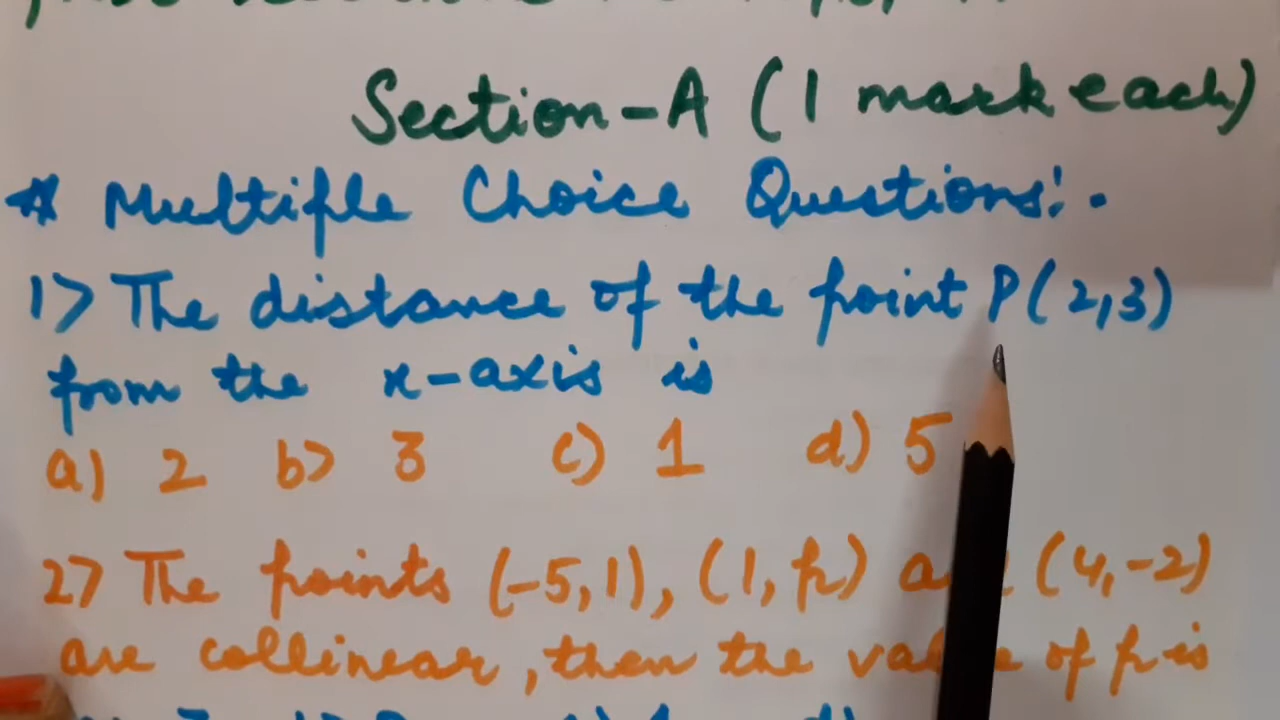 Section-A (1 mark each)
* Multiple Choice Questions:-
1) The distance of the point P(2,3)
from the x-axis is
a) 2 b) 3 c) 1 d) 5
2) The points (-5,1), (1,p) and (4,-2)
are collinear, then the value of p is